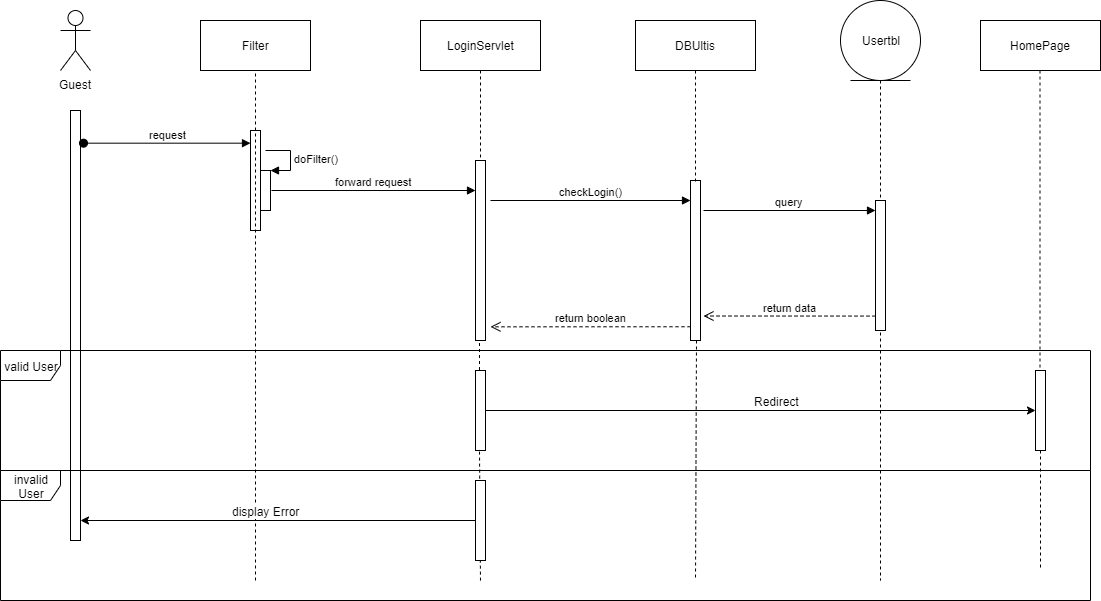 Guest
Filter
LoginServlet
DBUltis
Usertbl
HomePage
request
doFilter()
forward request
checkLogin()
query
return data
return boolean
valid User
Redirect
invalid
User
display Error